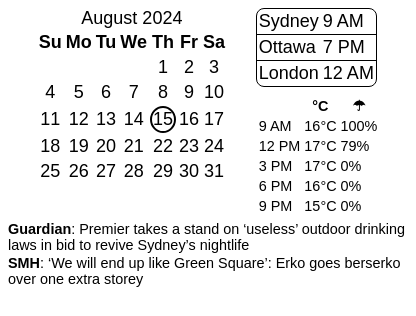 August 2024
Su Mo Tu We Th Fr Sa
1 2 3
4 5 6 7 8 9 10
11 12 13 14 15 16 17
18 19 20 21 22 23 24
25 26 27 28 29 30 31
Sydney 9 AM
Ottawa 7 PM
London 12 AM
°C ☂
9 AM 16°C 100%
12 PM 17°C 79%
3 PM 17°C 0%
6 PM 16°C 0%
9 PM 15°C 0%
Guardian: Premier takes a stand on ‘useless’ outdoor drinking
laws in bid to revive Sydney’s nightlife
SMH: ‘We will end up like Green Square’: Erko goes berserko
over one extra storey